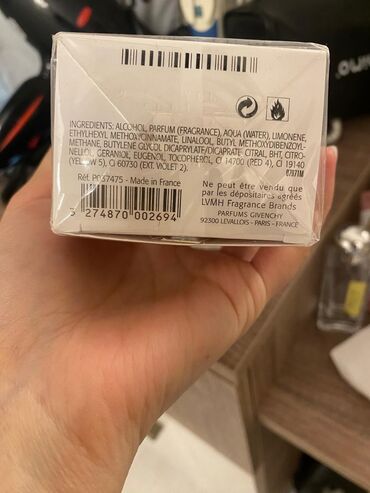 INGREDIENTS: ALCOHOL, PARFUM (FRAGRANCE), AQUA (WATER), LIMONENE,
ETHYLHEXYL METHOXYCINNAMATE, LINALOOL, BUTYL METHOXYDIBENZOYL-
METHANE, BUTYLENE GLYCOL DICAPRYLATE/DICAPRATE, CITRAL, BHT, CITRO-
NELLOL, GERANIOL, EUGENOL, TOCOPHEROL, CI 14700 (RED 4), CI 19140
(YELLOW 5), CI 60730 (EXT. VIOLET 2).
07971M
Réf. P037475 - Made in France
3 274870 002694
Ne peut être vendu que
par les dépositaires agréés
LVMH Fragrance Brands
PARFUMS GIVENCHY
92300 LEVALLOIS - PARIS - FRANCE